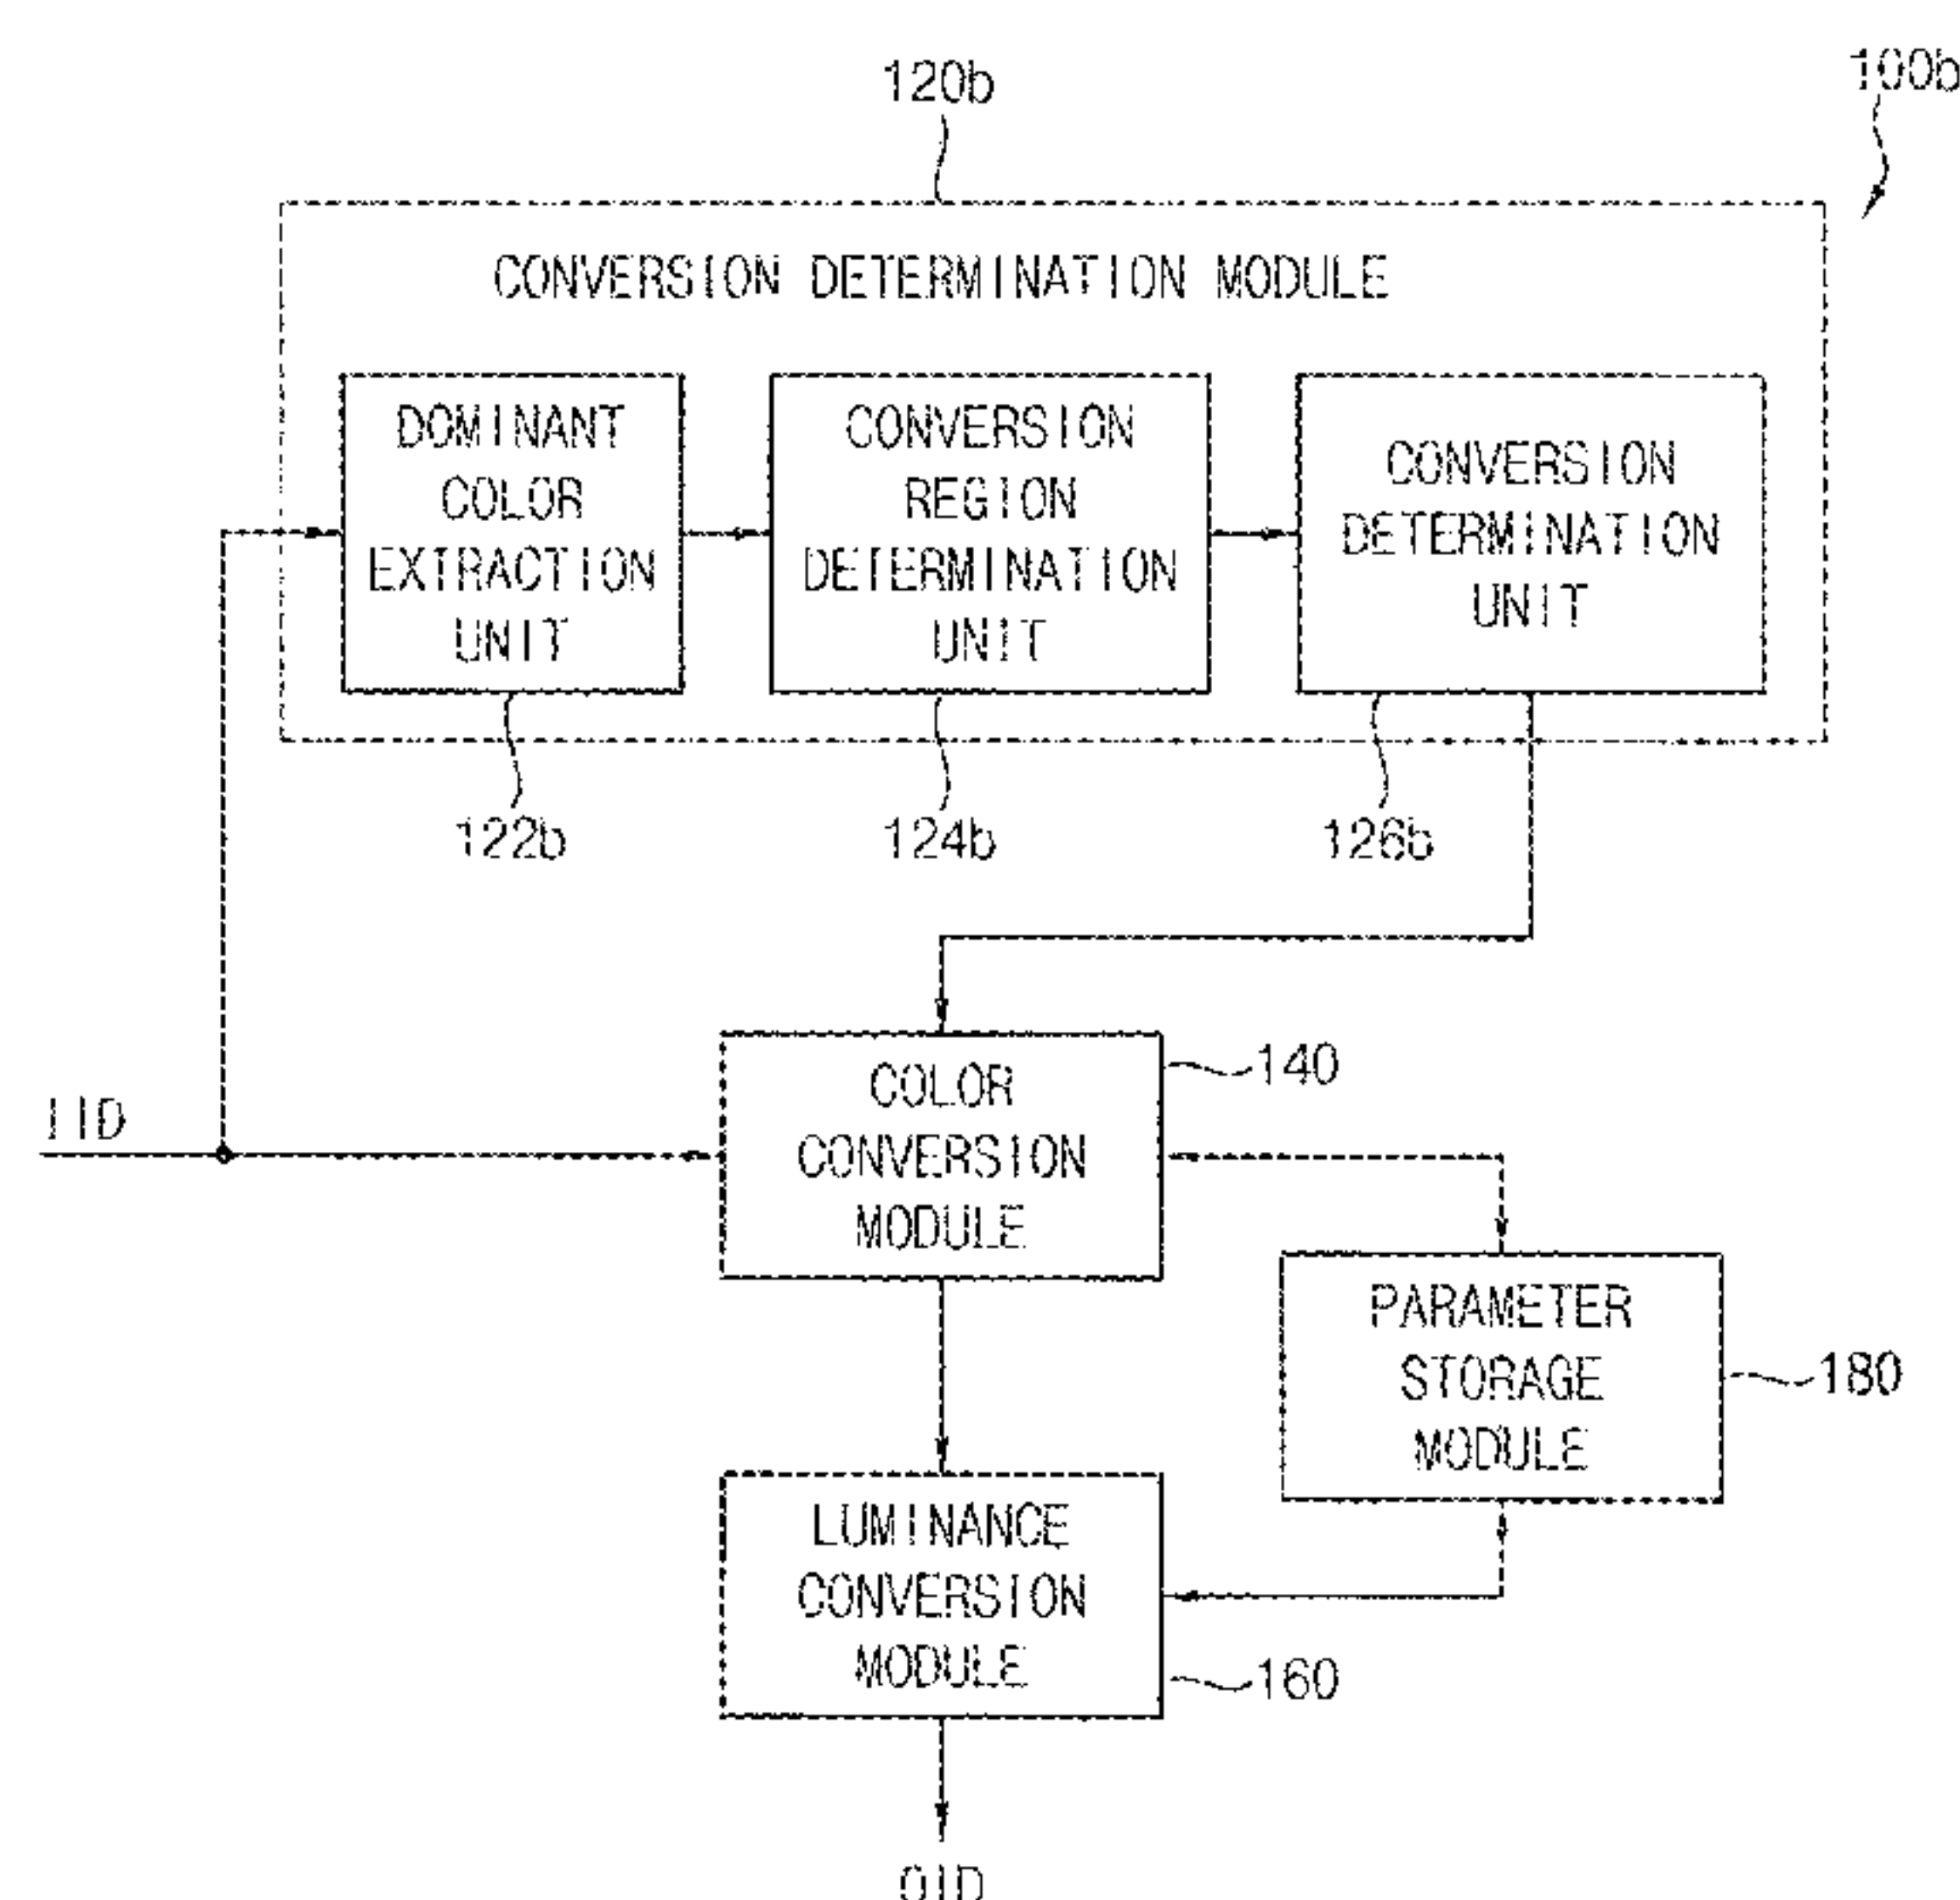 120b
100b
CONVERSION DETERMINATION MODULE
DOMINANT
COLOR
EXTRACTION
UNIT
CONVERSION
REGION
DETERMINATION
UNIT
CONVERSION
DETERMINATION
UNIT
122b
124b
126b
IID
COLOR
CONVERSION
MODULE
140
PARAMETER
STORAGE
MODULE
180
LUMINANCE
CONVERSION
MODULE
160
OID